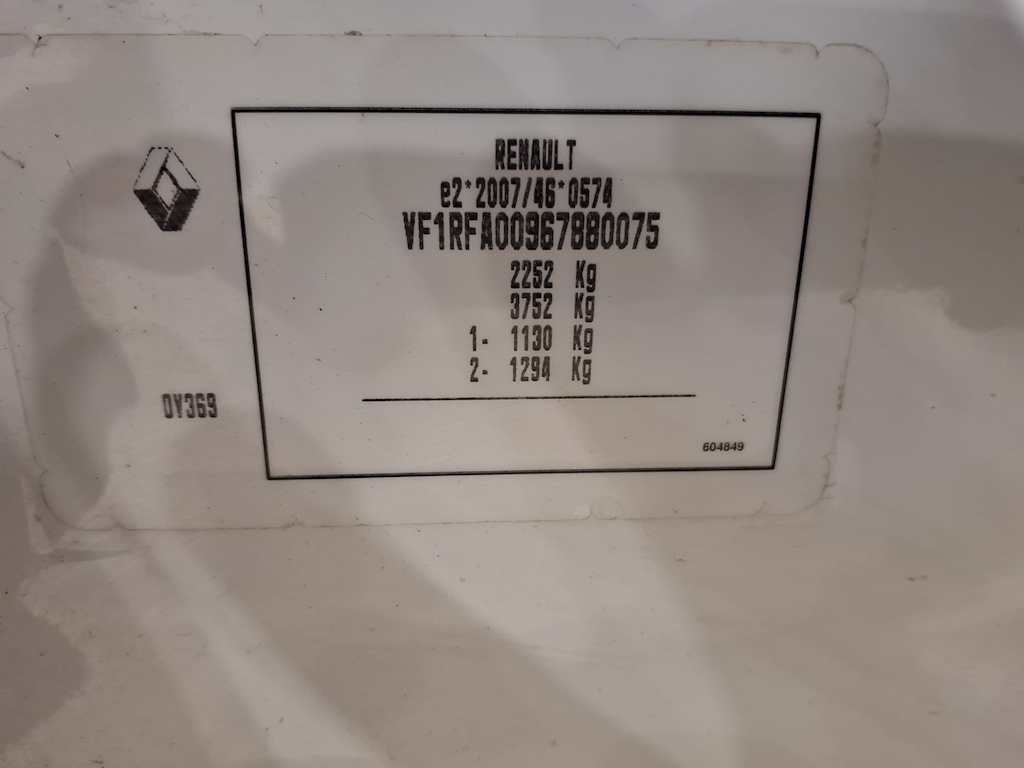 RENAULT
e2*2007/46*0574
VF1RFA00967880075
2252 Kg
3752 Kg
1- 1130 Kg
2- 1294 Kg
OV369
604849